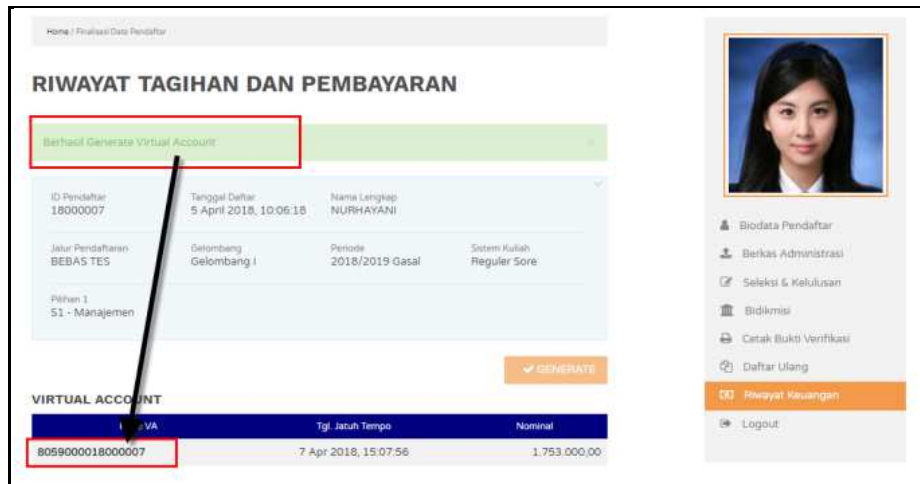 Home / Finalisasi Data Pendaftar
RIWAYAT TAGIHAN DAN PEMBAYARAN
Berhasil Generate Virtual Account
ID Pendaftar Tanggal Daftar Nama Lengkap
18000007 5 April 2018, 10:06:18 NURHAYANI
Jalur Pendaftaran Gelombang Periode Sistem Kuliah
BEBAS TES Gelombang I 2018/2019 Gasal Reguler Sore
Pilihan 1
S1 - Manajemen
GENERATE
VIRTUAL ACCOUNT
VA Tgl. Jatuh Tempo Nominal
8059000018000007 7 Apr 2018, 15:07:56 1.753.000,00
Biodata Pendaftar
Berkas Administrasi
Seleksi & Kelulusan
Bidikmisi
Cetak Bukti Verifikasi
Daftar Ulang
Riwayat Keuangan
Logout